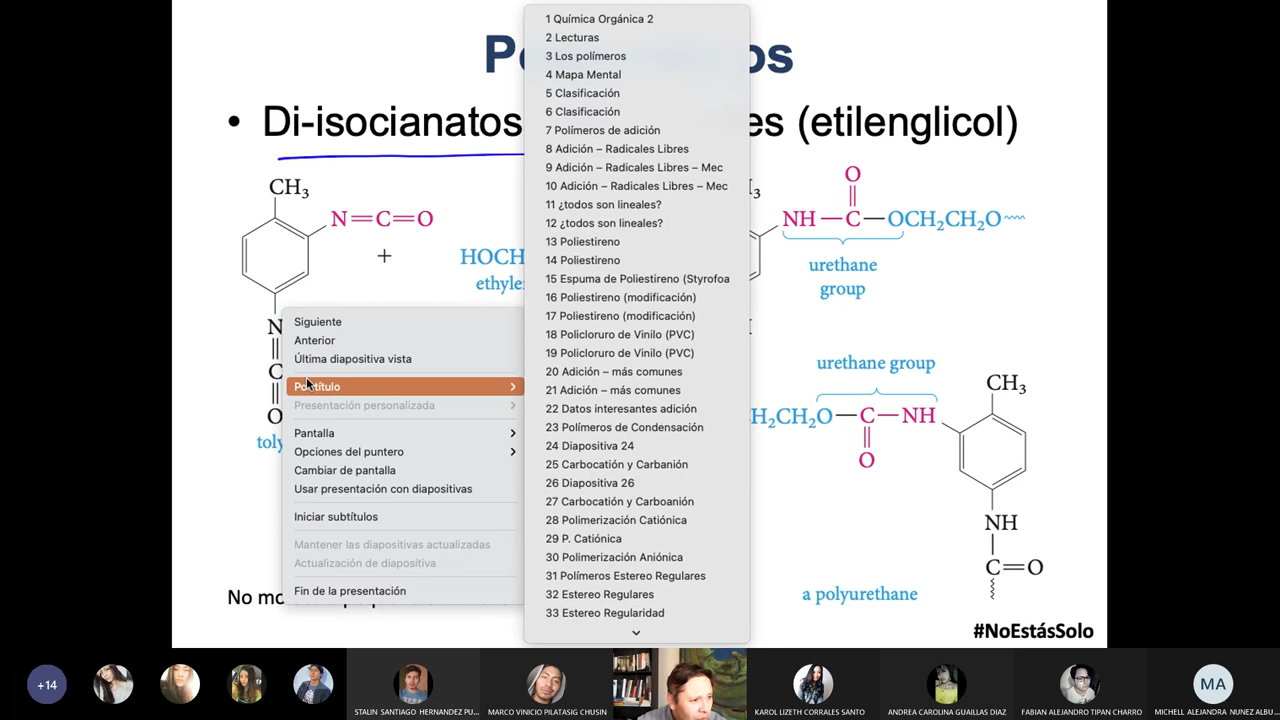 Po
os
• Di-isocianatos
es (etilenglicol)
CH₃
N=C=O
+
HOCH
ethyle
N
C
O
toly
O
NH—C—OCH₂CH₂O
urethane
group
urethane group
H₂CH₂O—C—NH
O
CH₃
NH
C=O
a polyurethane
No mo
#NoEstásSolo
Siguiente
Anterior
Última diapositiva vista
Por título
Presentación personalizada
Pantalla
Opciones del puntero
Cambiar de pantalla
Usar presentación con diapositivas
Iniciar subtítulos
Mantener las diapositivas actualizadas
Actualización de diapositiva
Fin de la presentación
1 Química Orgánica 2
2 Lecturas
3 Los polímeros
4 Mapa Mental
5 Clasificación
6 Clasificación
7 Polímeros de adición
8 Adición – Radicales Libres
9 Adición – Radicales Libres – Mec
10 Adición – Radicales Libres – Mec
11 ¿todos son lineales?
12 ¿todos son lineales?
13 Poliestireno
14 Poliestireno
15 Espuma de Poliestireno (Styrofoa
16 Poliestireno (modificación)
17 Poliestireno (modificación)
18 Policloruro de Vinilo (PVC)
19 Policloruro de Vinilo (PVC)
20 Adición – más comunes
21 Adición – más comunes
22 Datos interesantes adición
23 Polímeros de Condensación
24 Diapositiva 24
25 Carbocatión y Carbanión
26 Diapositiva 26
27 Carbocatión y Carboanión
28 Polimerización Catiónica
29 P. Catiónica
30 Polimerización Aniónica
31 Polímeros Estereo Regulares
32 Estereo Regulares
33 Estereo Regularidad
+14
STALIN SANTIAGO HERNANDEZ PU...
MARCO VINICIO PILATASIG CHUSIN
KAROL LIZETH CORRALES SANTO
ANDREA CAROLINA GUAILLAS DIAZ
FABIAN ALEJANDRO TIPAN CHARRO
MA
MICHELL ALEJANDRA NUNEZ ALBU...